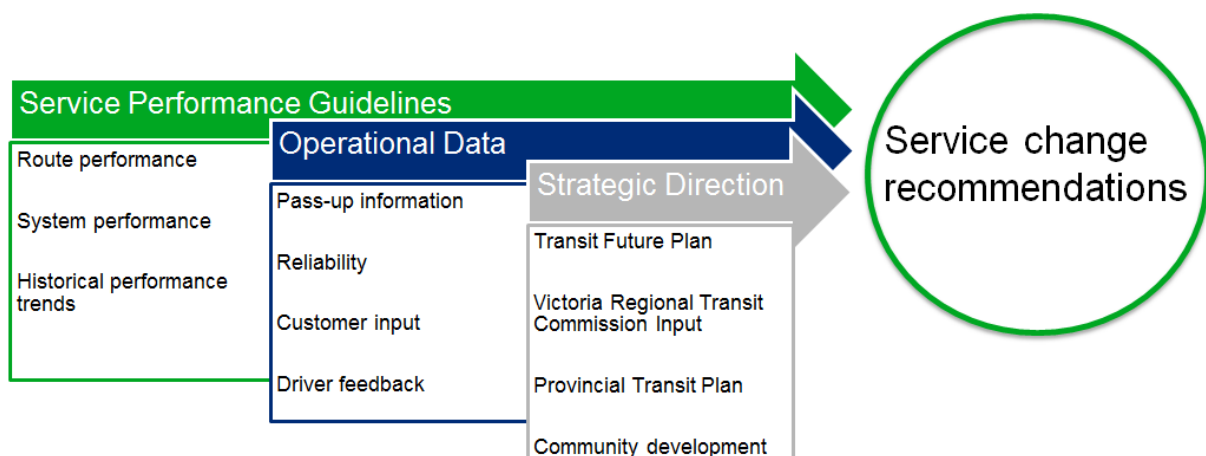 Service Performance Guidelines
Route performance
System performance
Historical performance
trends
Operational Data
Pass-up information
Reliability
Customer input
Driver feedback
Strategic Direction
Transit Future Plan
Victoria Regional Transit
Commission Input
Provincial Transit Plan
Community development
Service change
recommendations